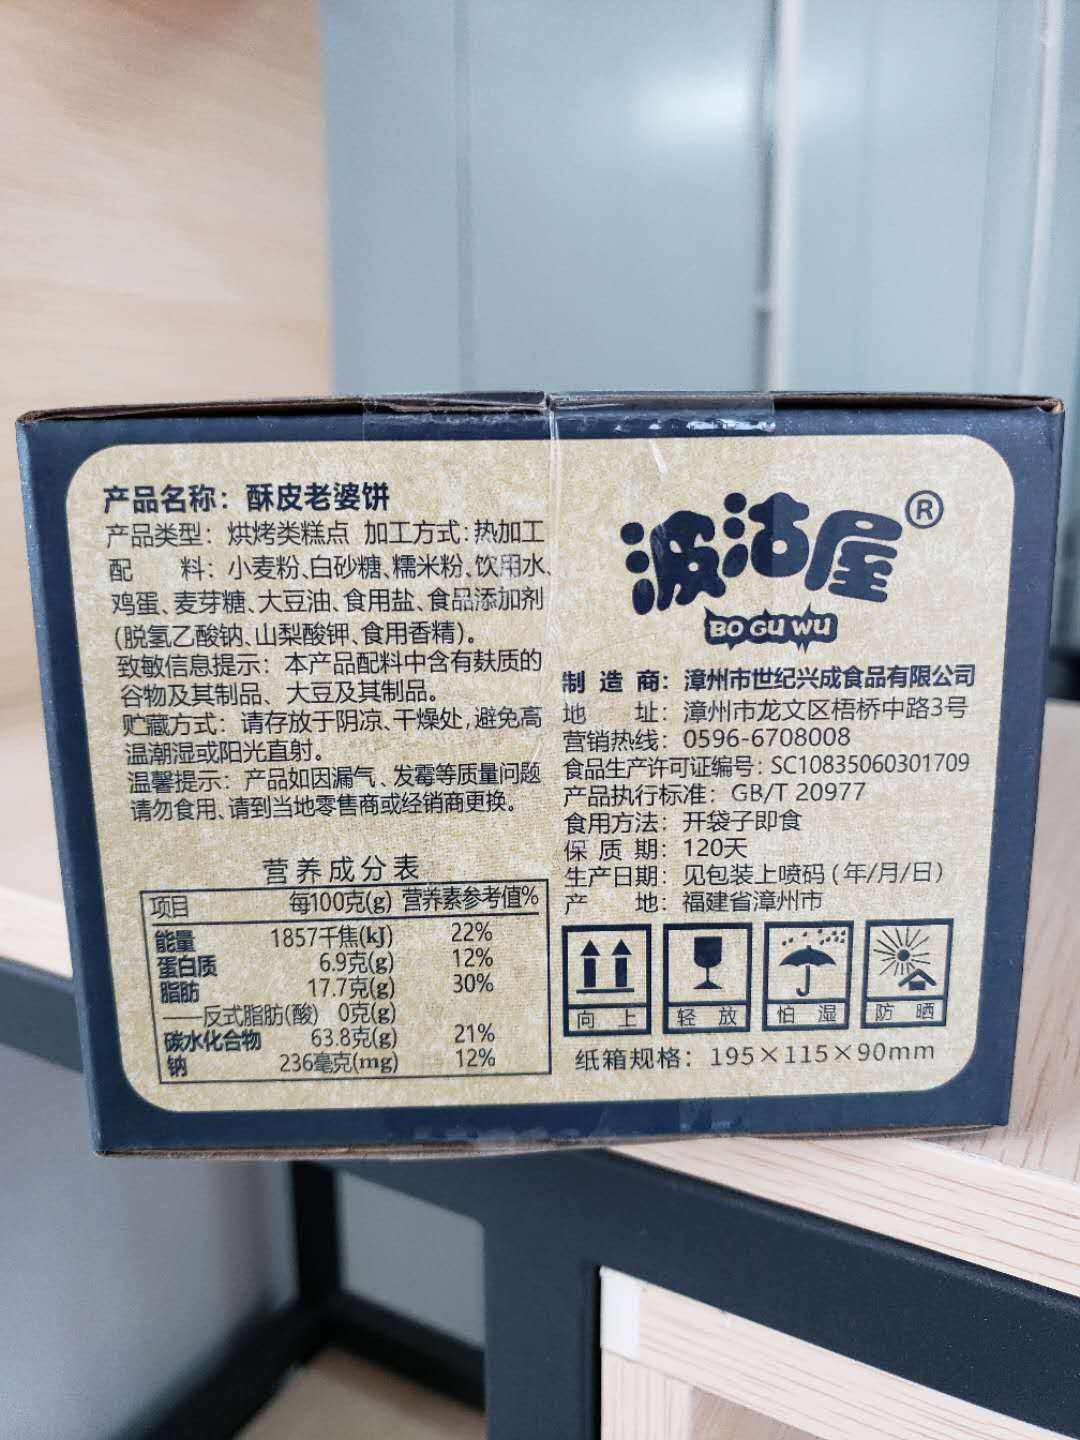 产品名称：酥皮老婆饼
产品类型：烘烤类糕点 加工方式：热加工
配 料：小麦粉、白砂糖、糯米粉、饮用水、
鸡蛋、麦芽糖、大豆油、食用盐、食品添加剂
(脱氢乙酸钠、山梨酸钾、食用香精)。
致敏信息提示：本产品配料中含有麸质的
谷物及其制品、大豆及其制品。
贮藏方式：请存放于阴凉、干燥处，避免高
温潮湿或阳光直射。
温馨提示：产品如因漏气、发霉等质量问题
请勿食用、请到当地零售商或经销商更换。
营养成分表
项目 每100克(g) 营养素参考值%
能量 1857千焦(kJ) 22%
蛋白质 6.9克(g) 12%
脂肪 17.7克(g) 30%
——反式脂肪(酸) 0克(g)
碳水化合物 63.8克(g) 21%
钠 236毫克(mg) 12%
波沽屋®
BO GU WU
制造商：漳州市世纪兴成食品有限公司
地 址：漳州市龙文区梧桥中路3号
营销热线：0596-6708008
食品生产许可证编号：SC10835060301709
产品执行标准：GB/T 20977
食用方法：开袋子即食
保质期：120天
生产日期：见包装上喷码(年/月/日)
产 地：福建省漳州市
向上 轻放 怕湿 防晒
纸箱规格：195×115×90mm